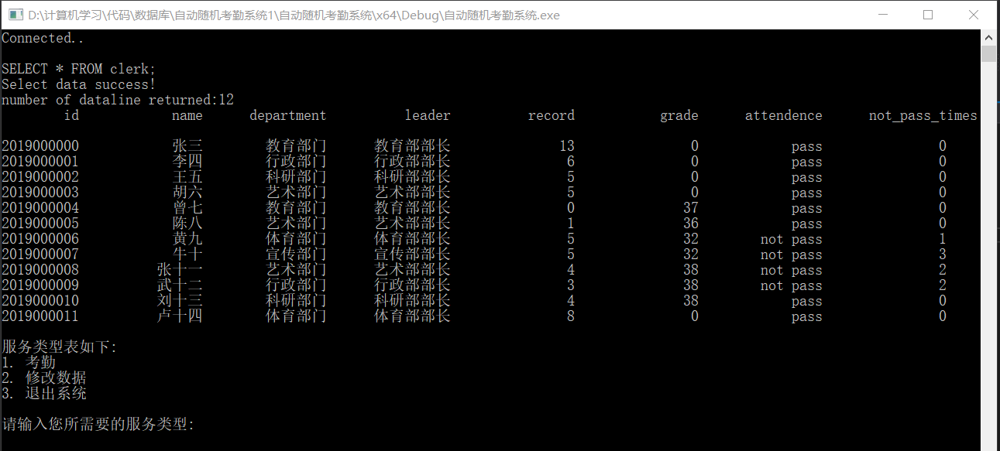 D:\计算机学习\代码\数据库\自动随机考勤系统1\自动随机考勤系统\x64\Debug\自动随机考勤系统.exe
Connected..
SELECT * FROM clerk;
Select data success!
number of dataline returned:12
id name department leader record grade attendence not_pass_times
2019000000 张三 教育部门 教育部部长 13 0 pass 0
2019000001 李四 行政部门 行政部部长 6 0 pass 0
2019000002 王五 科研部门 科研部部长 5 0 pass 0
2019000003 胡六 艺术部门 艺术部部长 5 0 pass 0
2019000004 曾七 教育部门 教育部部长 0 37 pass 0
2019000005 陈八 艺术部门 艺术部部长 1 36 pass 0
2019000006 黄九 体育部门 体育部部长 5 32 not pass 1
2019000007 牛十 宣传部门 宣传部部长 5 32 not pass 3
2019000008 张十一 艺术部门 艺术部部长 4 38 not pass 2
2019000009 武十二 行政部门 行政部部长 3 38 not pass 2
2019000010 刘十三 科研部门 科研部部长 4 38 pass 0
2019000011 卢十四 体育部门 体育部部长 8 0 pass 0
服务类型表如下:
1. 考勤
2. 修改数据
3. 退出系统
请输入您所需要的服务类型: